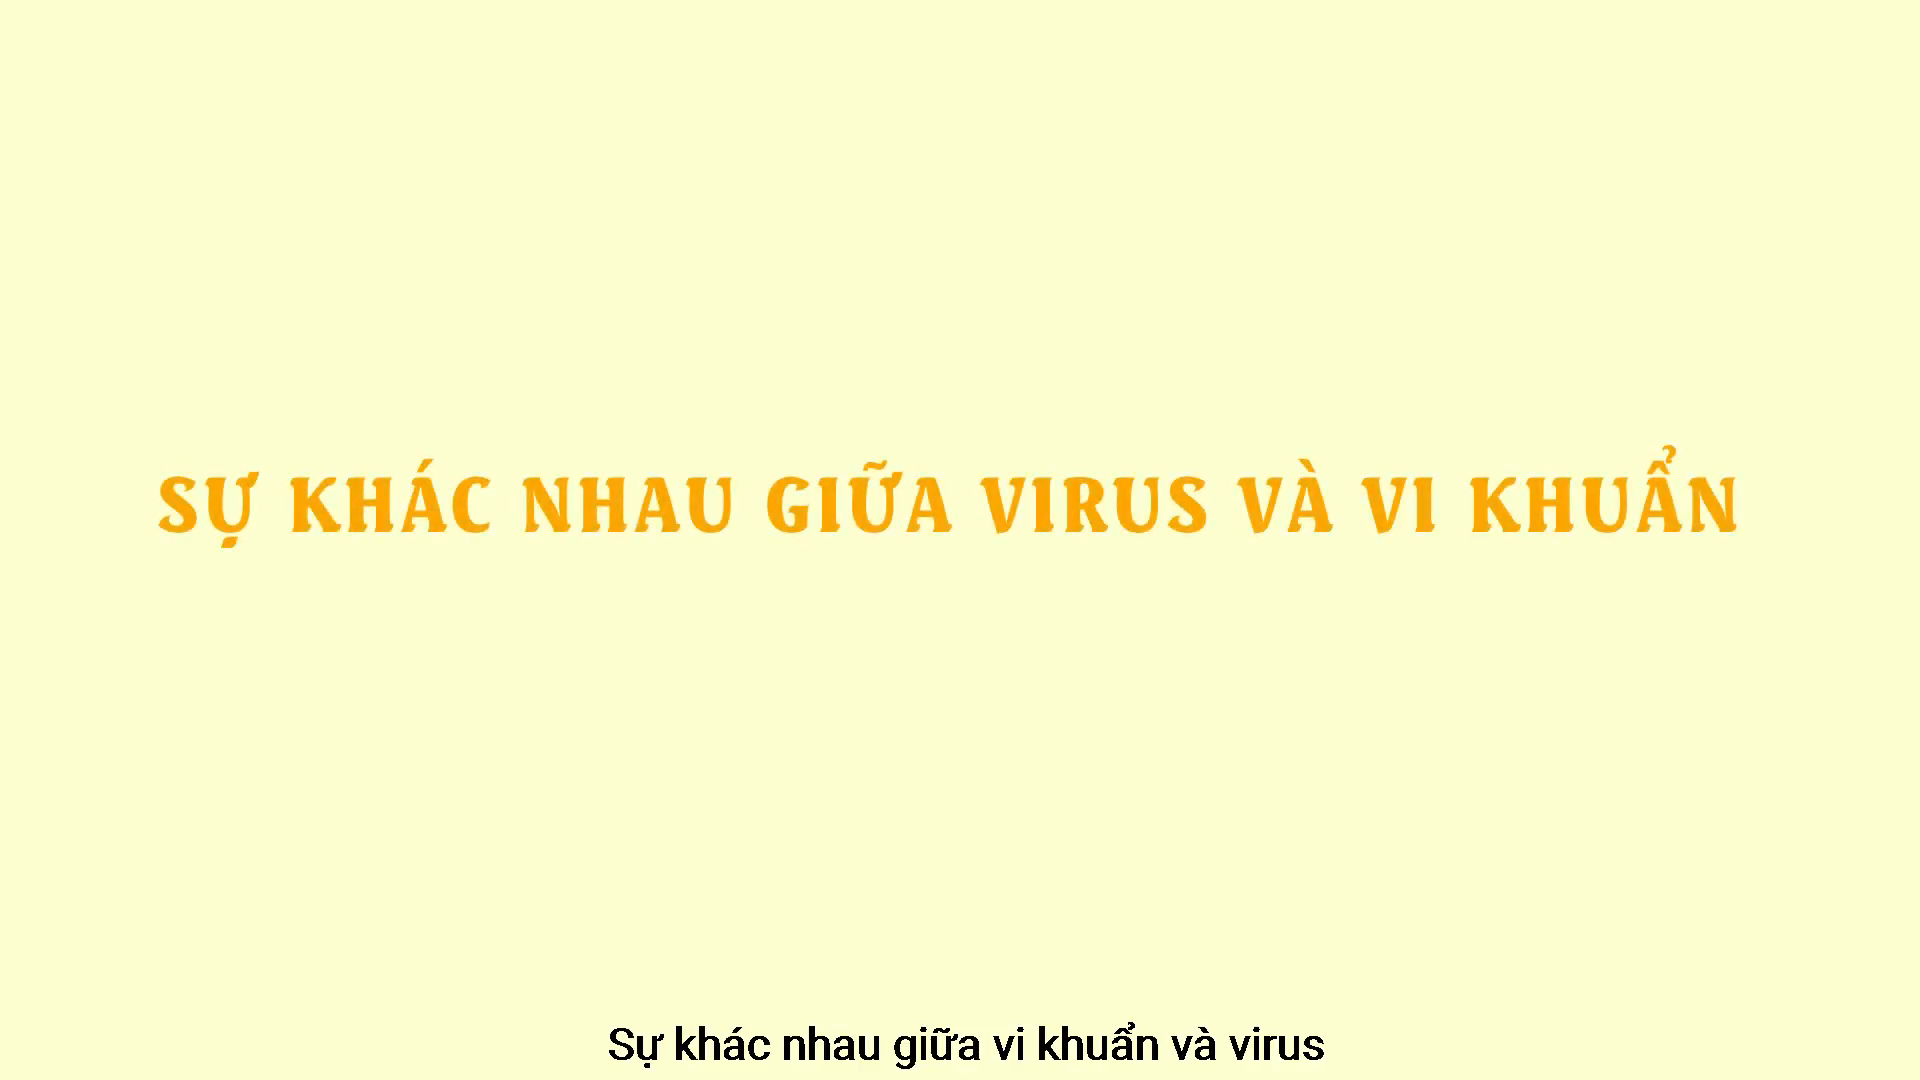 SỰ KHÁC NHAU GIỮA VIRUS VÀ VI KHUẨN
Sự khác nhau giữa vi khuẩn và virus